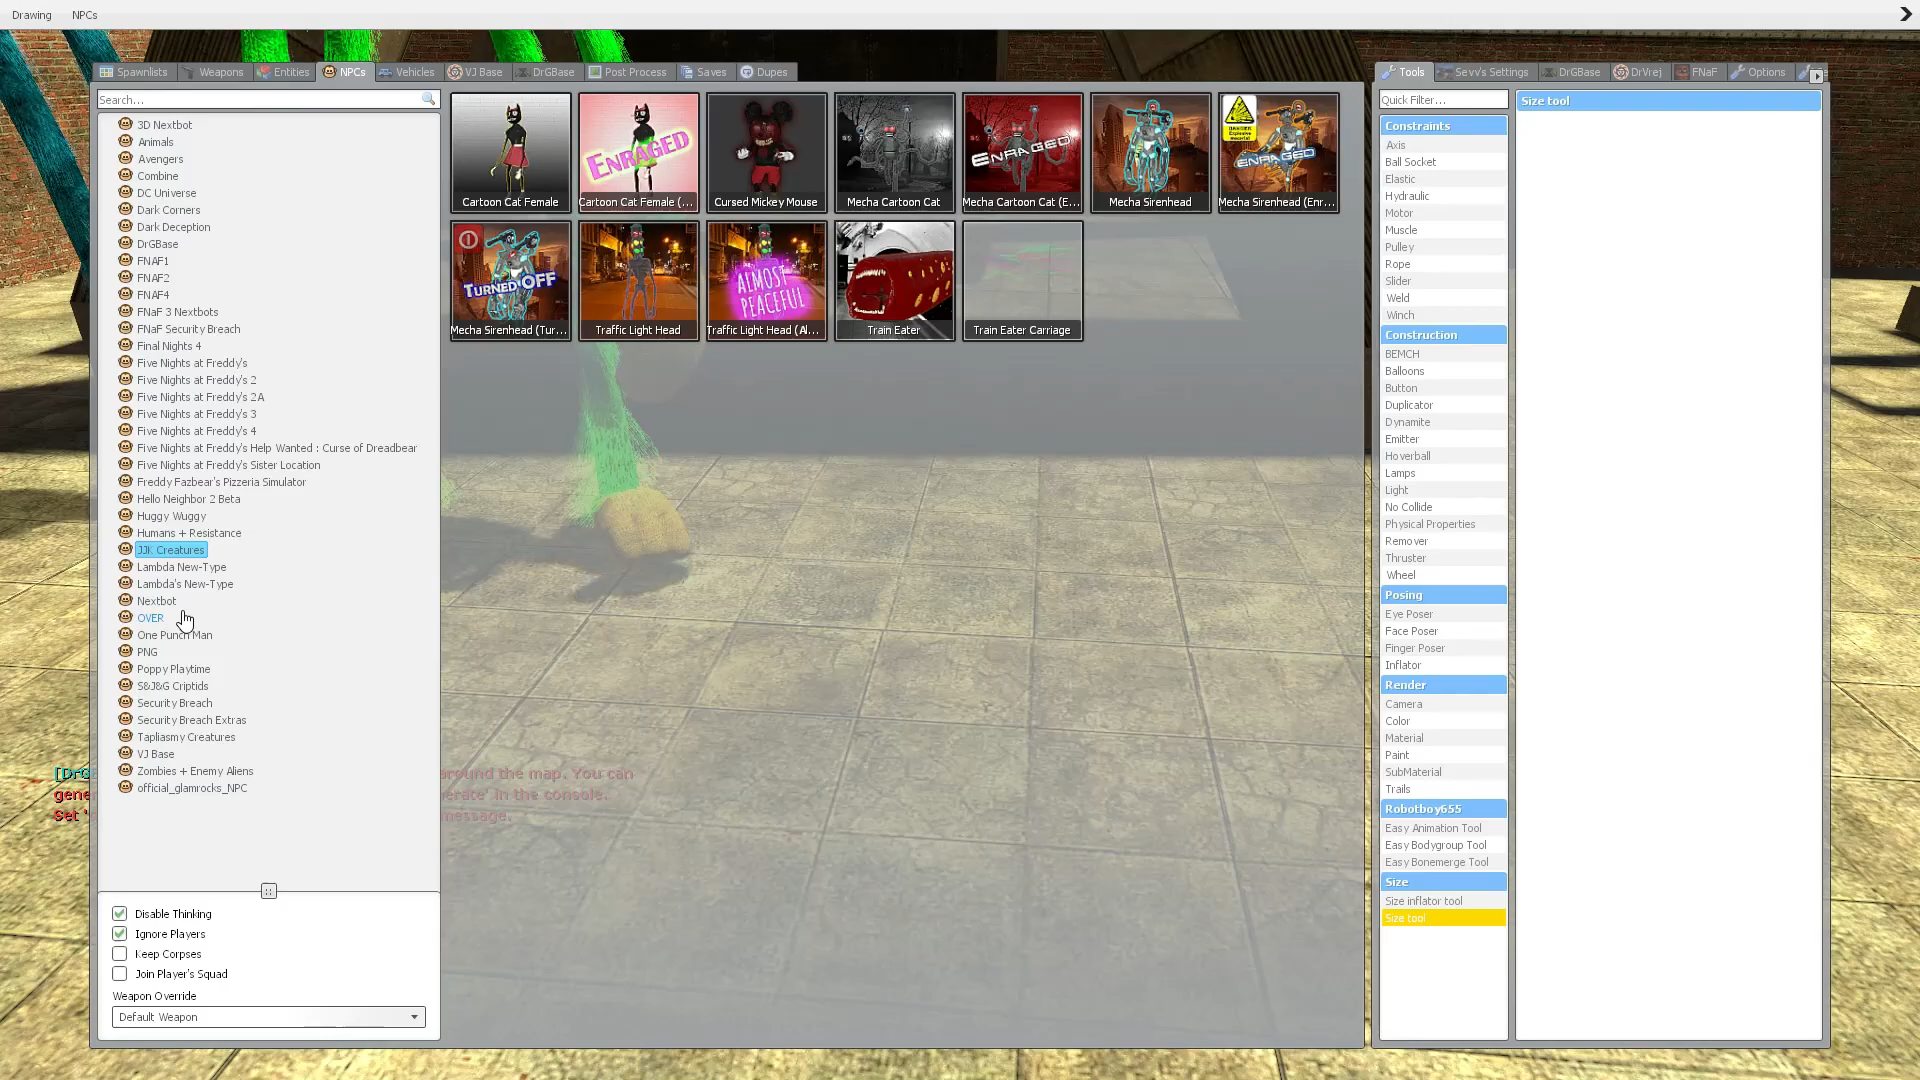 Drawing NPCs
Spawnlists Weapons Entities NPCs Vehicles VJ Base DrGBase Post Process Saves Dupes
Search...
3D Nextbot
Animals
Avengers
Combine
DC Universe
Dark Corners
Dark Deception
DrGBase
FNAF1
FNAF2
FNAF4
FNaF 3 Nextbots
FNaF Security Breach
Final Nights 4
Five Nights at Freddy's
Five Nights at Freddy's 2
Five Nights at Freddy's 2A
Five Nights at Freddy's 3
Five Nights at Freddy's 4
Five Nights at Freddy's Help Wanted : Curse of Dreadbear
Five Nights at Freddy's Sister Location
Freddy Fazbear's Pizzeria Simulator
Hello Neighbor 2 Beta
Huggy Wuggy
Humans + Resistance
JJK Creatures
Lambda New-Type
Lambda's New-Type
Nextbot
OVER
One Punch Man
PNG
Poppy Playtime
S&J&G Criptids
Security Breach
Security Breach Extras
Tapliasmy Creatures
VJ Base
Zombies + Enemy Aliens
official_glamrocks_NPC
Disable Thinking
Ignore Players
Keep Corpses
Join Player's Squad
Weapon Override
Default Weapon
ENRAGED
ENRAGED
DANGER
ENRAGED
Cartoon Cat Female
Cartoon Cat Female (...
Cursed Mickey Mouse
Mecha Cartoon Cat
Mecha Cartoon Cat (E...
Mecha Sirenhead
Mecha Sirenhead (Enr...
TURNED OFF
ALMOST
PEACEFUL
Mecha Sirenhead (Tur...
Traffic Light Head
Traffic Light Head (Al...
Train Eater
Train Eater Carriage
[DrG
around the map. You can
gene
nerate' in the console.
Set '
message.
Tools Sevv's Settings DrGBase DrVrej FNaF Options
Quick Filter...
Constraints
Axis
Ball Socket
Elastic
Hydraulic
Motor
Muscle
Pulley
Rope
Slider
Weld
Winch
Construction
BEMCH
Balloons
Button
Duplicator
Dynamite
Emitter
Hoverball
Lamps
Light
No Collide
Physical Properties
Remover
Thruster
Wheel
Posing
Eye Poser
Face Poser
Finger Poser
Inflator
Render
Camera
Color
Material
Paint
SubMaterial
Trails
Robotboy655
Easy Animation Tool
Easy Bodygroup Tool
Easy Bonemerge Tool
Size
Size inflator tool
Size tool
Size tool